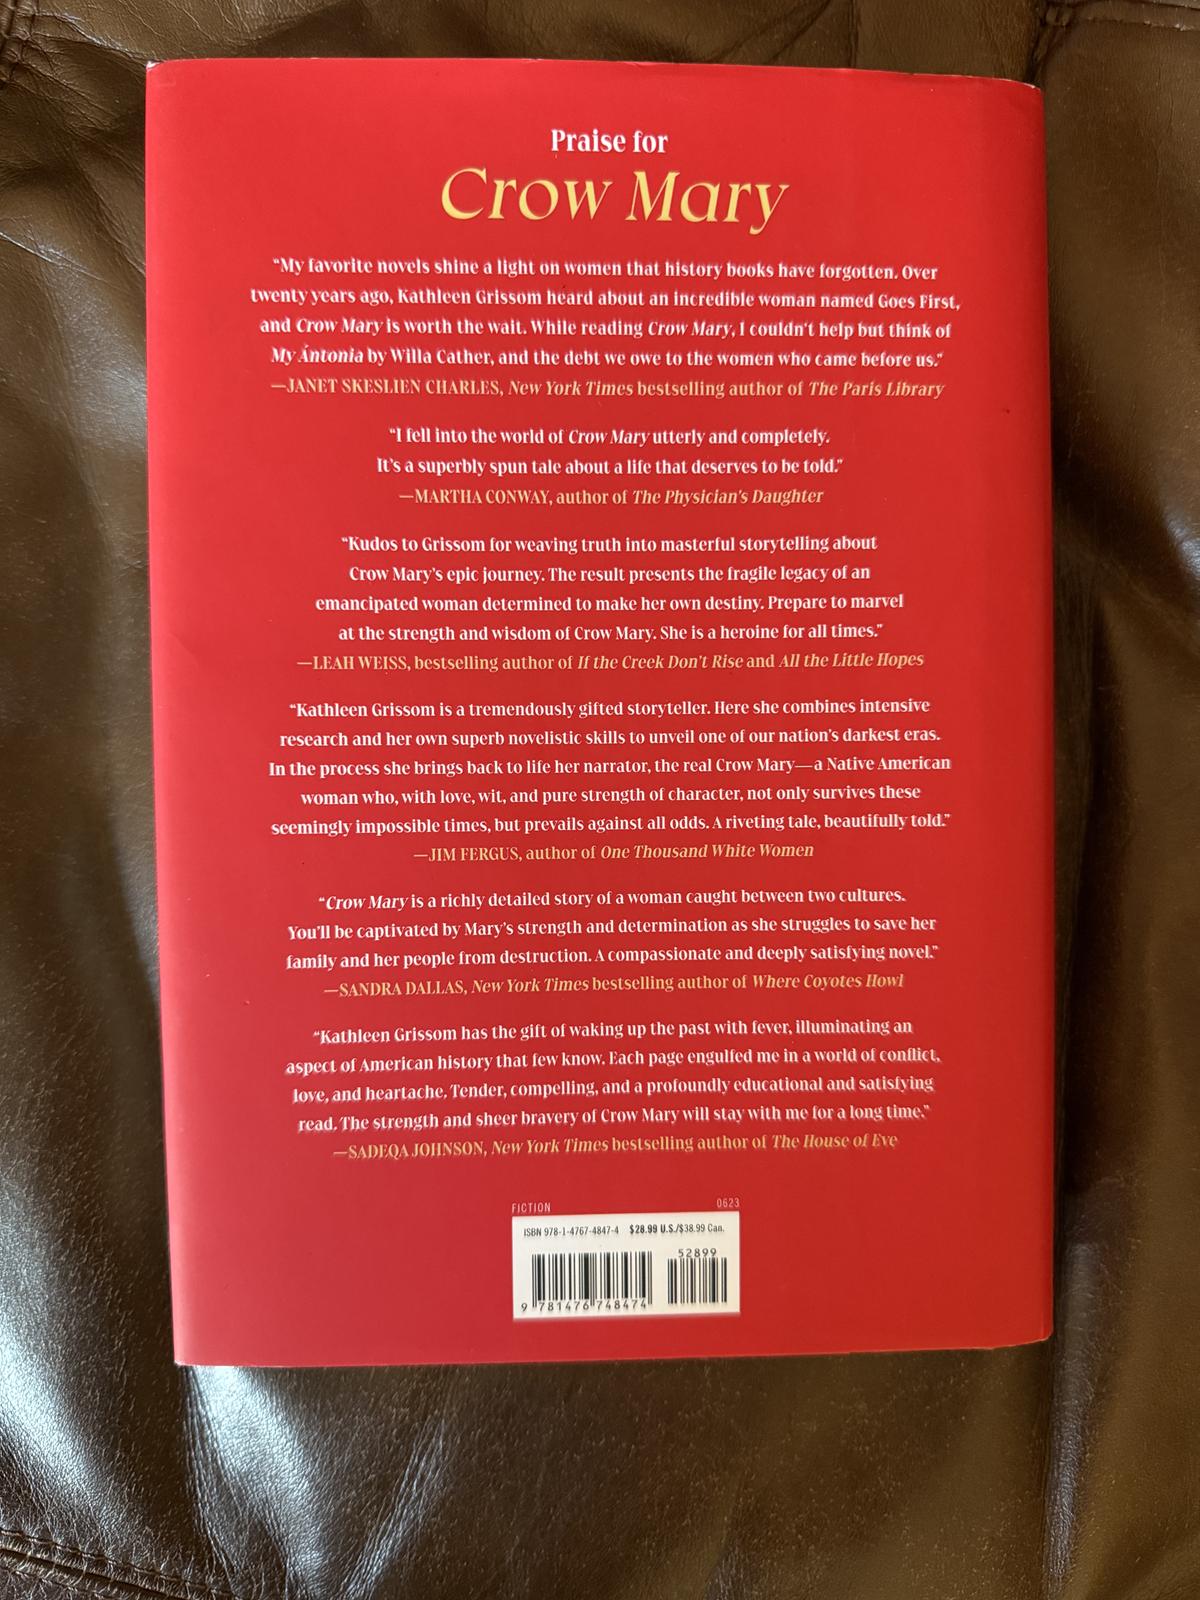 Praise for
Crow Mary
“My favorite novels shine a light on women that history books have forgotten. Over
twenty years ago, Kathleen Grissom heard about an incredible woman named Goes First,
and Crow Mary is worth the wait. While reading Crow Mary, I couldn’t help but think of
My Ántonia by Willa Cather, and the debt we owe to the women who came before us.”
—JANET SKESLIEN CHARLES, New York Times bestselling author of The Paris Library
“I fell into the world of Crow Mary utterly and completely.
It’s a superbly spun tale about a life that deserves to be told.”
—MARTHA CONWAY, author of The Physician’s Daughter
“Kudos to Grissom for weaving truth into masterful storytelling about
Crow Mary’s epic journey. The result presents the fragile legacy of an
emancipated woman determined to make her own destiny. Prepare to marvel
at the strength and wisdom of Crow Mary. She is a heroine for all times.”
—LEAH WEISS, bestselling author of If the Creek Don’t Rise and All the Little Hopes
“Kathleen Grissom is a tremendously gifted storyteller. Here she combines intensive
research and her own superb novelistic skills to unveil one of our nation’s darkest eras.
In the process she brings back to life her narrator, the real Crow Mary—a Native American
woman who, with love, wit, and pure strength of character, not only survives these
seemingly impossible times, but prevails against all odds. A riveting tale, beautifully told.”
—JIM FERGUS, author of One Thousand White Women
“Crow Mary is a richly detailed story of a woman caught between two cultures.
You’ll be captivated by Mary’s strength and determination as she struggles to save her
family and her people from destruction. A compassionate and deeply satisfying novel.”
—SANDRA DALLAS, New York Times bestselling author of Where Coyotes Howl
“Kathleen Grissom has the gift of waking up the past with fever, illuminating an
aspect of American history that few know. Each page engulfed me in a world of conflict,
love, and heartache. Tender, compelling, and a profoundly educational and satisfying
read. The strength and sheer bravery of Crow Mary will stay with me for a long time.”
—SADEQA JOHNSON, New York Times bestselling author of The House of Eve
FICTION 0623
ISBN 978-1-4767-4847-4 $28.99 U.S./$38.99 Can.
52899
9 781476 748474